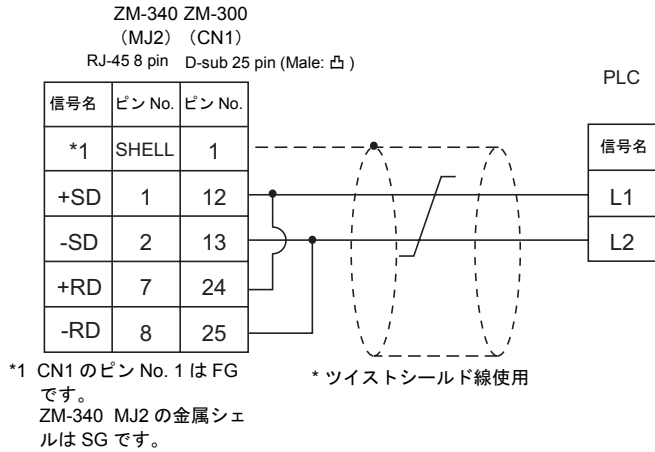 ZM-340 ZM-300
（MJ2）（CN1）
RJ-45 8 pin D-sub 25 pin (Male: 凸 )
PLC
信号名 ピン No. ピン No.
*1 SHELL 1
+SD 1 12
-SD 2 13
+RD 7 24
-RD 8 25
信号名
L1
L2
*1 CN1 のピン No. 1 は FG
です。
ZM-340 MJ2 の金属シェ
ルは SG です。
* ツイストシールド線使用